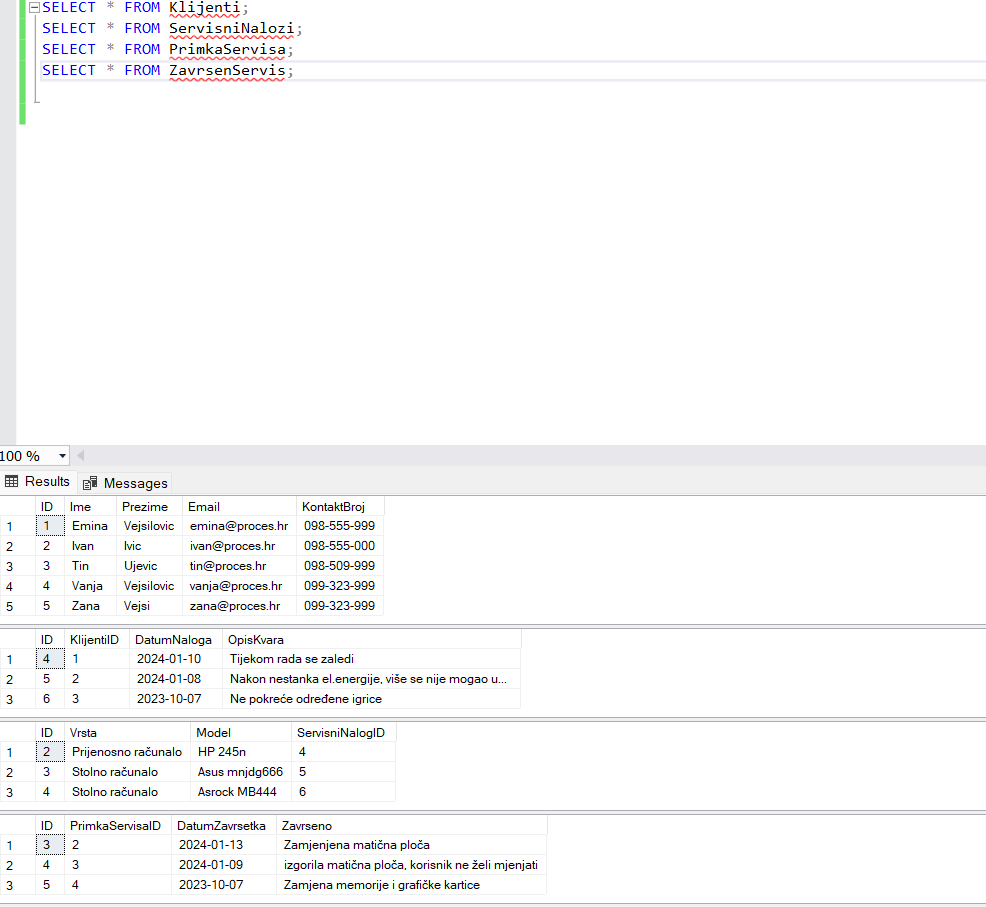 SELECT * FROM Klijenti;
SELECT * FROM ServisniNalozi;
SELECT * FROM PrimkaServisa;
SELECT * FROM ZavrsenServis;
100 %
Results Messages
ID Ime Prezime Email KontaktBroj
1 1 Emina Vejsilovic emina@proces.hr 098-555-999
2 2 Ivan Ivic ivan@proces.hr 098-555-000
3 3 Tin Ujevic tin@proces.hr 098-509-999
4 4 Vanja Vejsilovic vanja@proces.hr 099-323-999
5 5 Zana Vejsi zana@proces.hr 099-323-999
ID KlijentiID DatumNaloga OpisKvara
1 4 1 2024-01-10 Tijekom rada se zaledi
2 5 2 2024-01-08 Nakon nestanka el.energije, više se nije mogao u...
3 6 3 2023-10-07 Ne pokreće određene igrice
ID Vrsta Model ServisniNalogID
1 2 Prijenosno računalo HP 245n 4
2 3 Stolno računalo Asus mnjdg666 5
3 4 Stolno računalo Asrock MB444 6
ID PrimkaServisaID DatumZavrsetka Zavrseno
1 3 2 2024-01-13 Zamjenjena matična ploča
2 4 3 2024-01-09 izgorila matična ploča, korisnik ne želi mjenjati
3 5 4 2023-10-07 Zamjena memorije i grafičke kartice